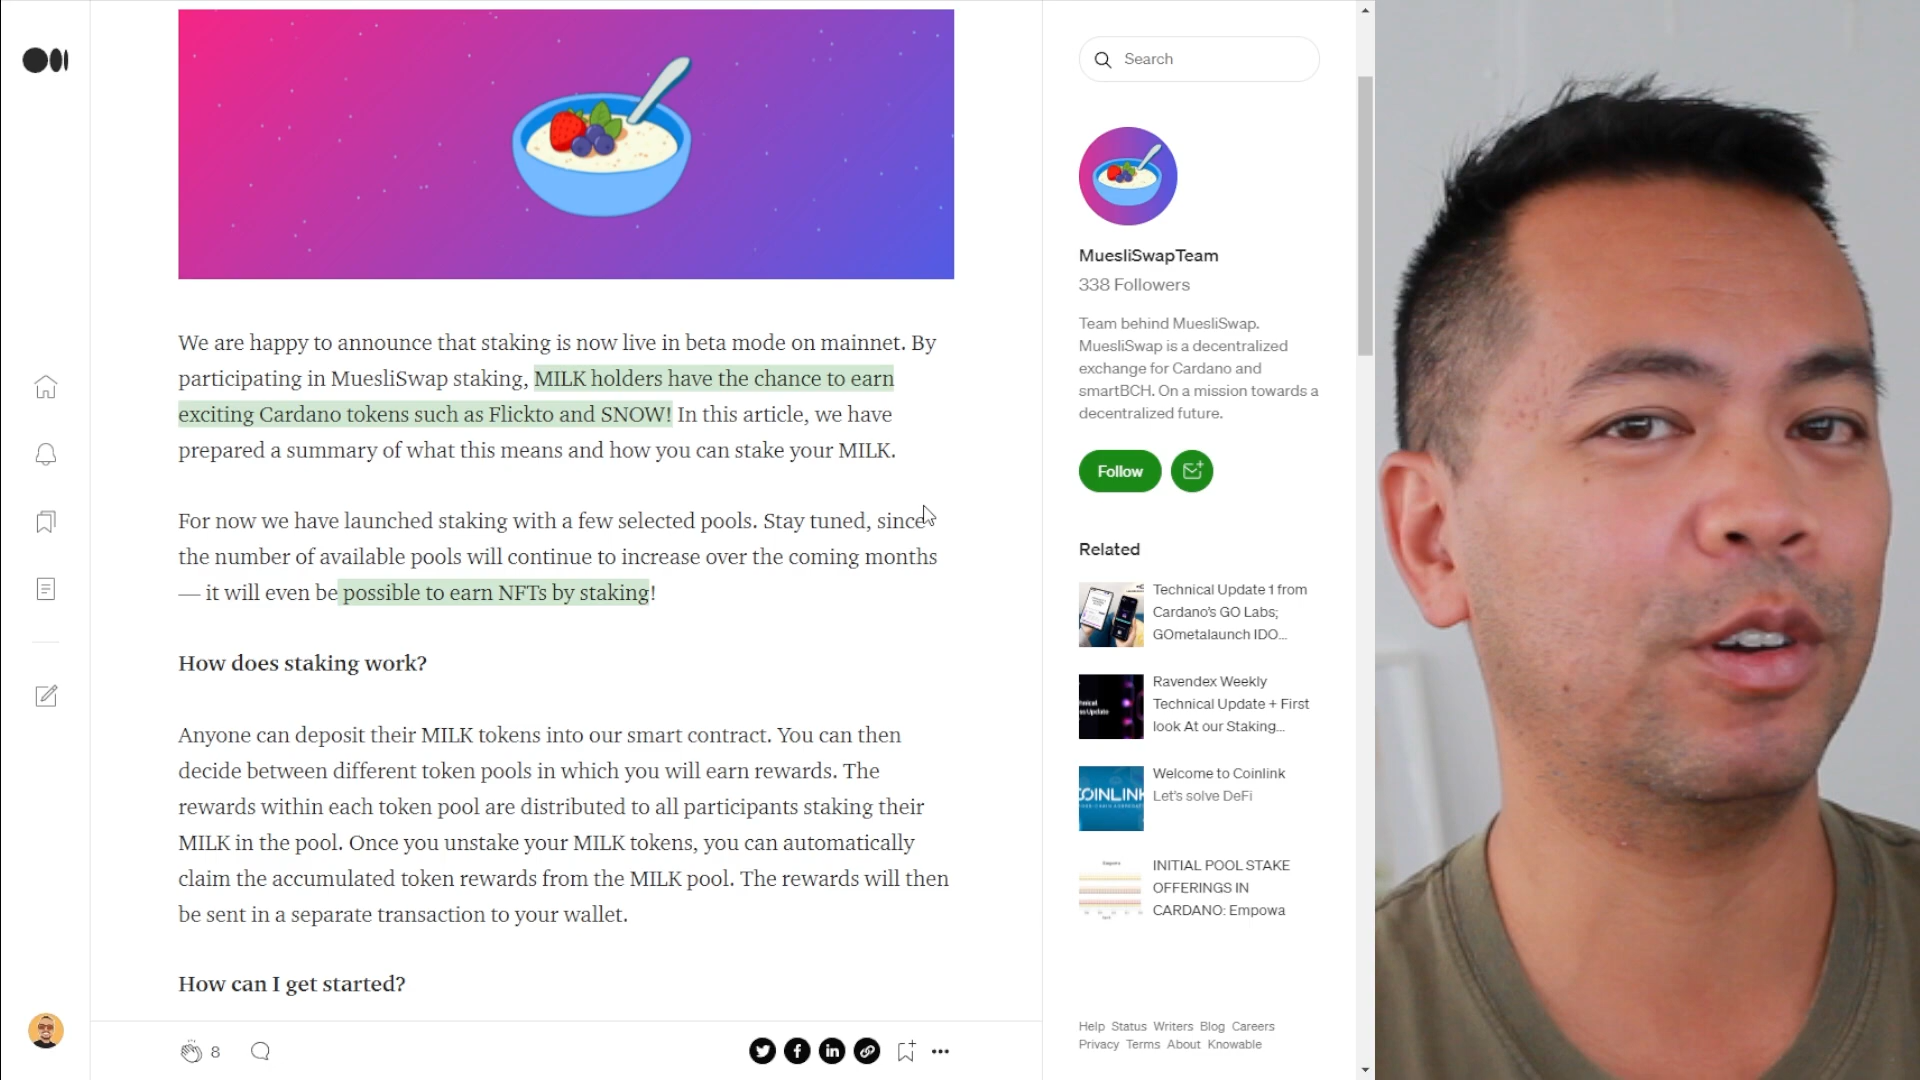 We are happy to announce that staking is now live in beta mode on mainnet. By
participating in MuesliSwap staking, MILK holders have the chance to earn
exciting Cardano tokens such as Flickto and SNOW! In this article, we have
prepared a summary of what this means and how you can stake your MILK.
For now we have launched staking with a few selected pools. Stay tuned, since
the number of available pools will continue to increase over the coming months
— it will even be possible to earn NFTs by staking!
How does staking work?
Anyone can deposit their MILK tokens into our smart contract. You can then
decide between different token pools in which you will earn rewards. The
rewards within each token pool are distributed to all participants staking their
MILK in the pool. Once you unstake your MILK tokens, you can automatically
claim the accumulated token rewards from the MILK pool. The rewards will then
be sent in a separate transaction to your wallet.
How can I get started?
8
Search
MuesliSwapTeam
338 Followers
Team behind MuesliSwap.
MuesliSwap is a decentralized
exchange for Cardano and
smartBCH. On a mission towards a
decentralized future.
Follow
Related
Technical Update 1 from
Cardano's GO Labs;
GOmetalaunch IDO...
Ravendex Weekly
Technical Update + First
look At our Staking...
COINLINK
Welcome to Coinlink
Let's solve DeFi
INITIAL POOL STAKE
OFFERINGS IN
CARDANO: Empowa
Help Status Writers Blog Careers
Privacy Terms About Knowable